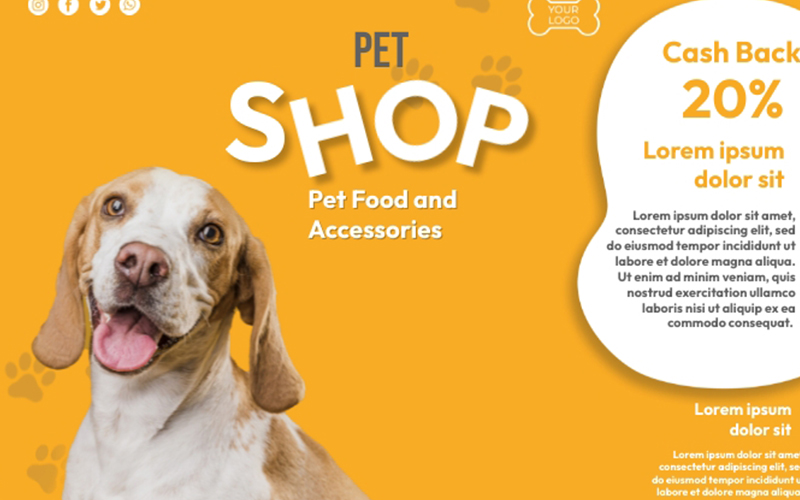 YOUR
LOGO
PET
SHOP
Pet Food and
Accessories
Cash Back
20%
Lorem ipsum
dolor sit
Lorem ipsum dolor sit amet,
consectetur adipiscing elit, sed
do eiusmod tempor incididunt ut
labore et dolore magna aliqua.
Ut enim ad minim veniam, quis
nostrud exercitation ullamco
laboris nisi ut aliquip ex ea
commodo consequat.
Lorem ipsum
dolor sit
Lorem ipsum dolor sit ame
consectetur adipiscing elit, se
do eiusmod tempor incididunt u
labore et dolore magna aliqua